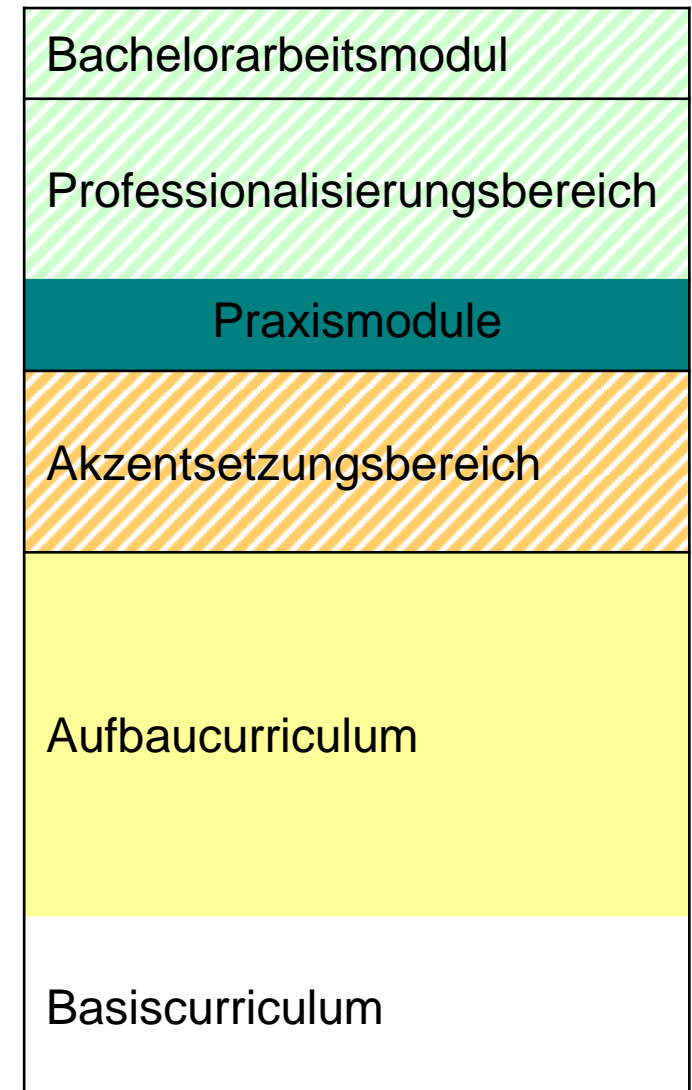 Bachelorarbeitsmodul
Professionalisierungsbereich
Praxismodule
Akzentsetzungsbereich
Aufbaucurriculum
Basiscurriculum